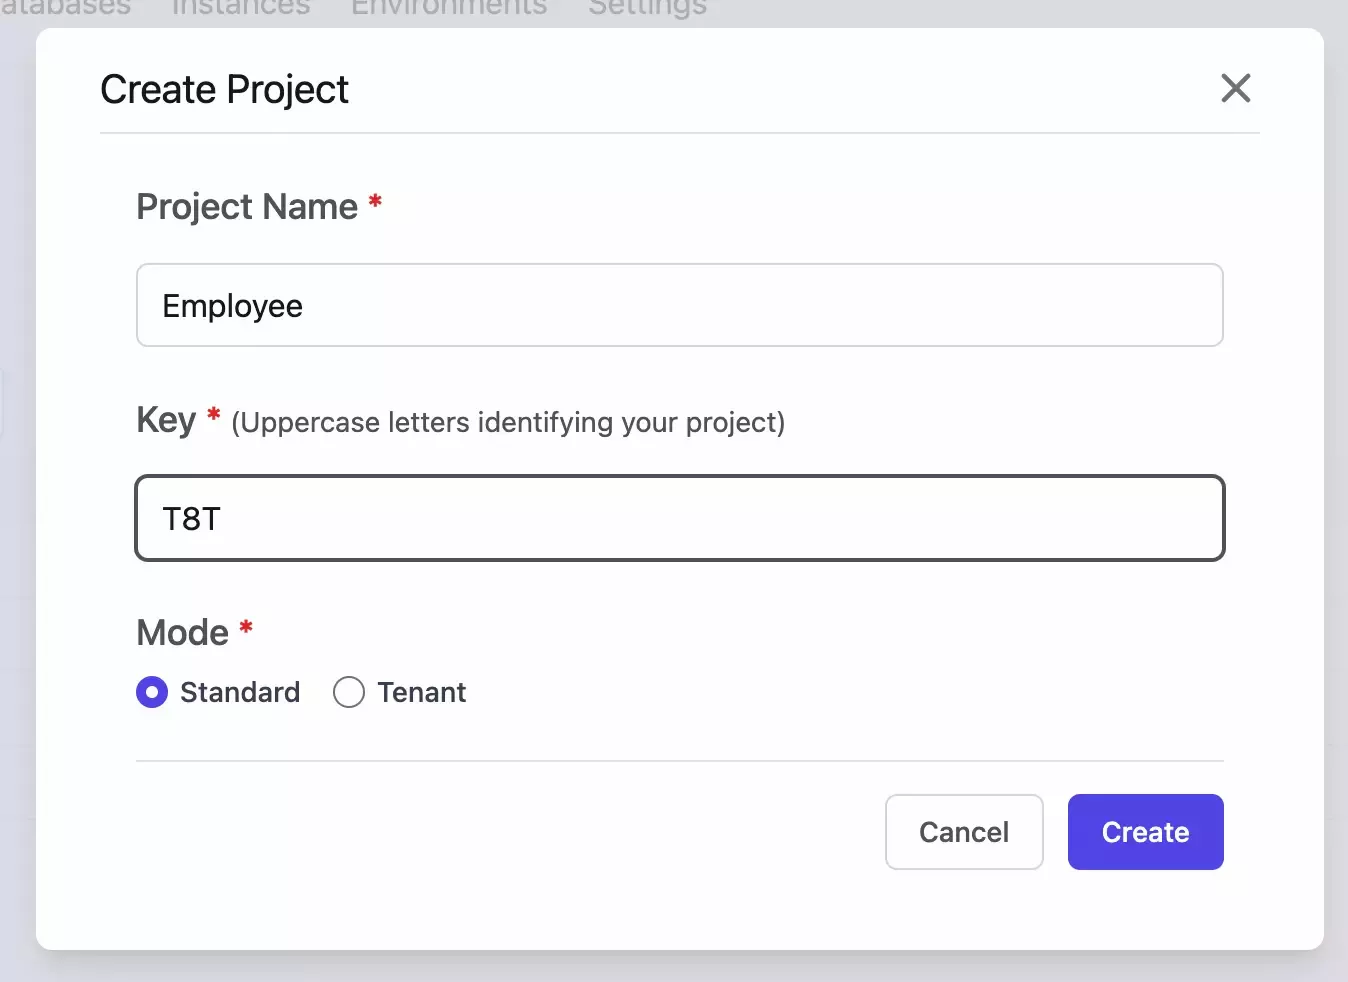 Instances Environments Settings
Create Project
Project Name *
Employee
Key * (Uppercase letters identifying your project)
T8T
Mode *
Standard Tenant
Cancel Create